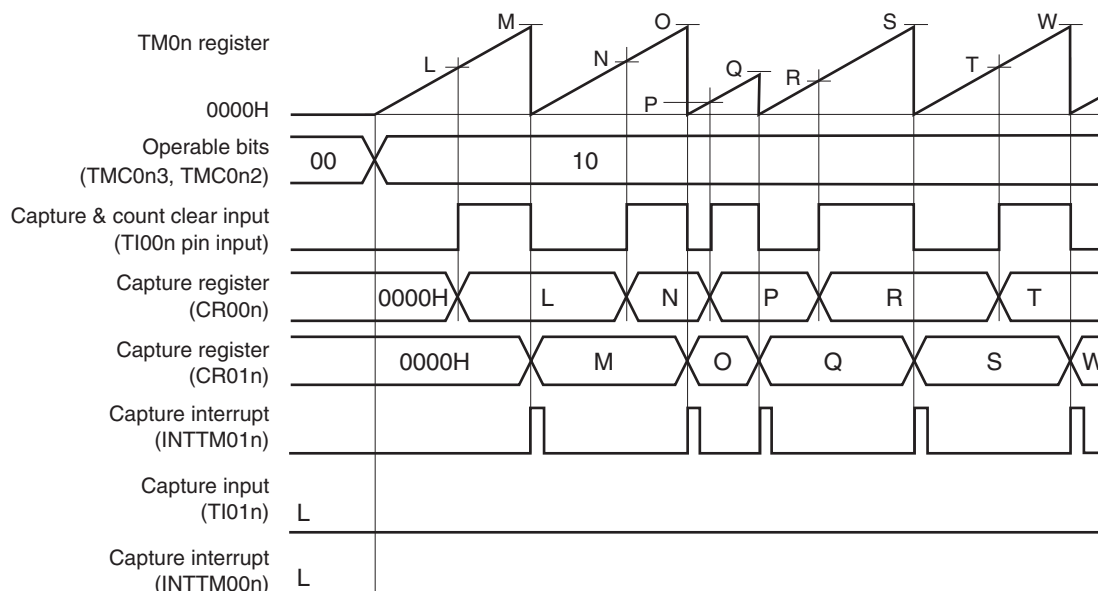 TM0n register
0000H
L
M
N
O
P
Q
R
S
T
W
Operable bits
(TMC0n3, TMC0n2)
00
10
Capture & count clear input
(TI00n pin input)
Capture register
(CR00n)
0000H
L
N
P
R
T
Capture register
(CR01n)
0000H
M
O
Q
S
W
Capture interrupt
(INTTM01n)
Capture input
(TI01n)
L
Capture interrupt
(INTTM00n)
L